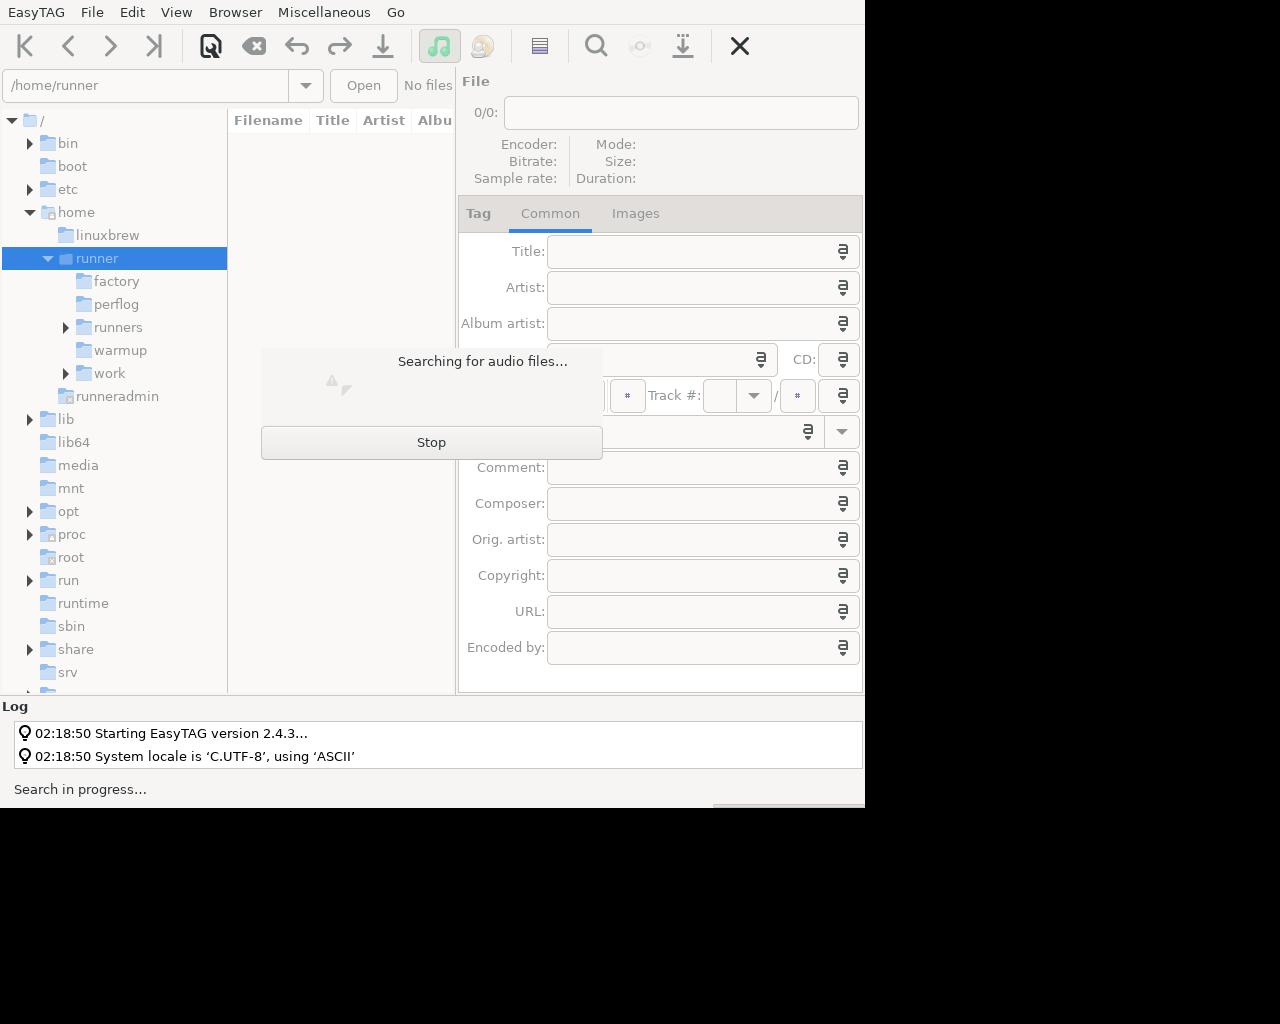 EasyTAG File Edit View Browser Miscellaneous Go
/home/runner Open No files
/
bin
boot
etc
home
linuxbrew
runner
factory
perflog
runners
warmup
work
runneradmin
lib
lib64
media
mnt
opt
proc
root
run
runtime
sbin
share
srv
Filename Title Artist Albu
File
0/0:
Encoder: Mode:
Bitrate: Size:
Sample rate: Duration:
Tag Common Images
Title:
Artist:
Album artist:
CD:
Track #: /
Comment:
Composer:
Orig. artist:
Copyright:
URL:
Encoded by:
Searching for audio files…
Stop
Log
02:18:50 Starting EasyTAG version 2.4.3…
02:18:50 System locale is ‘C.UTF-8’, using ‘ASCII’
Search in progress…